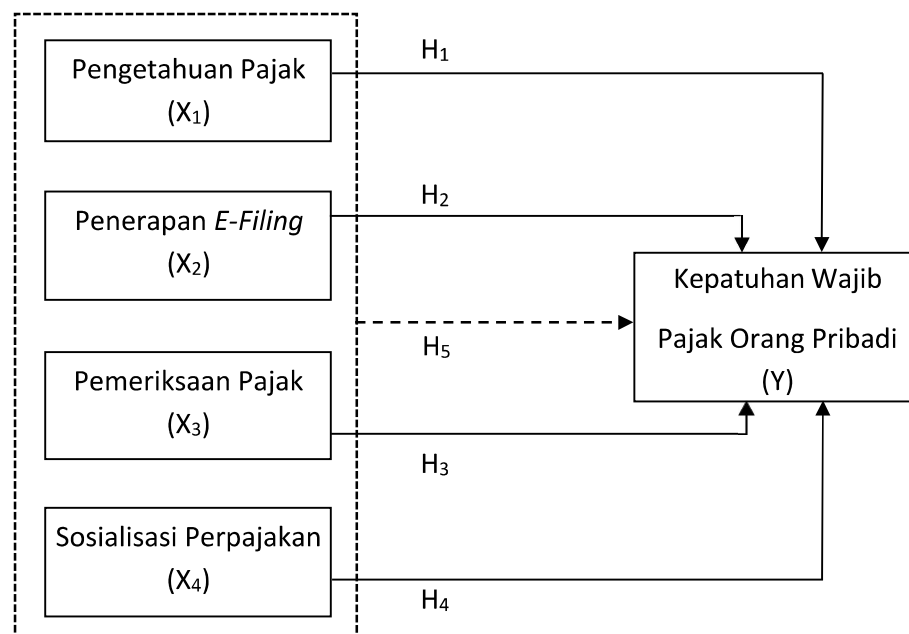 Pengetahuan Pajak
(X₁)
H₁
Penerapan E-Filing
(X₂)
H₂
Kepatuhan Wajib
Pajak Orang Pribadi
(Y)
H₅
Pemeriksaan Pajak
(X₃)
H₃
Sosialisasi Perpajakan
(X₄)
H₄